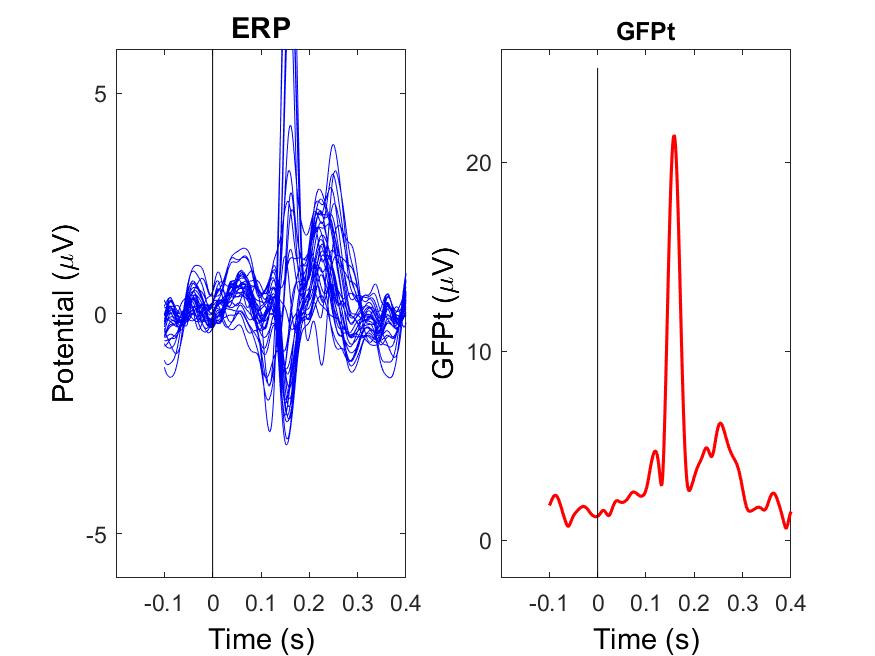 ERP
5
0
-5
Potential (μV)
-0.1 0 0.1 0.2 0.3 0.4
Time (s)
GFPt
20
10
0
GFPt (μV)
-0.1 0 0.1 0.2 0.3 0.4
Time (s)